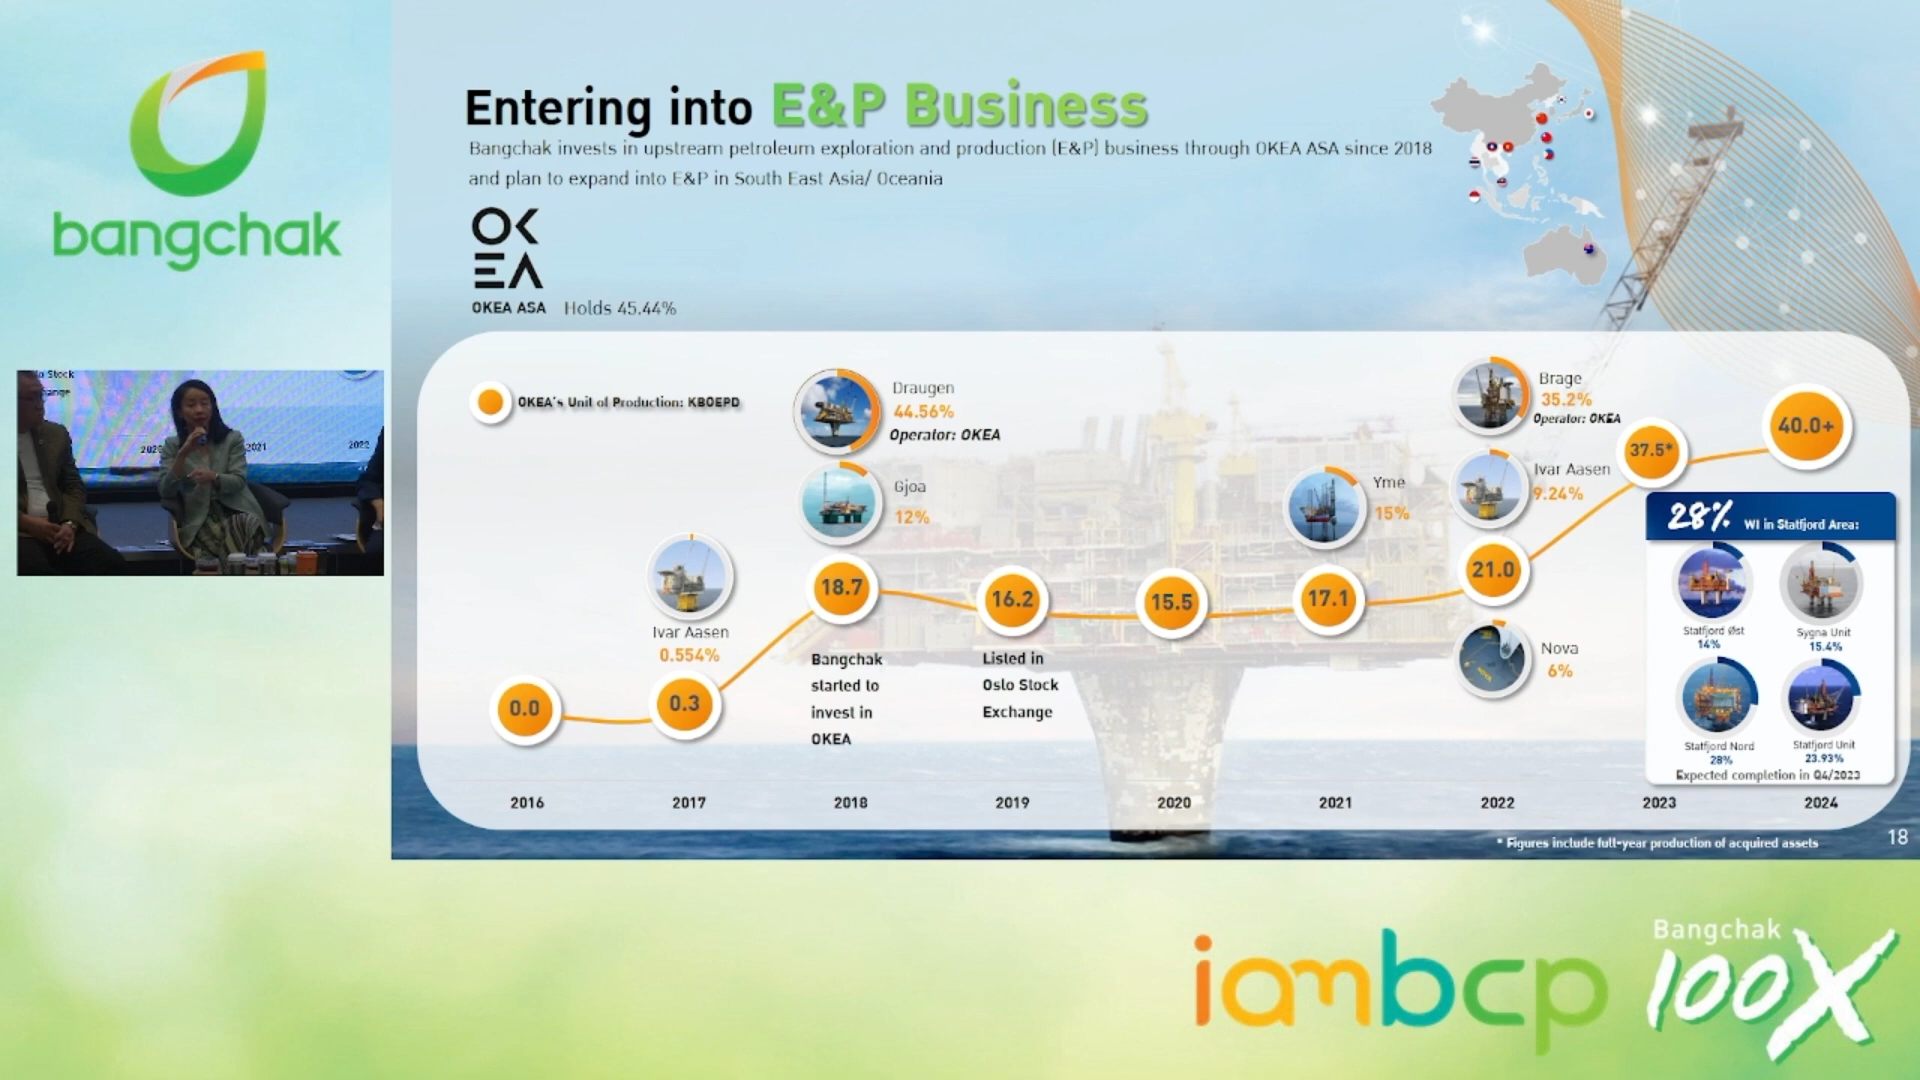 bangchak
Entering into E&P Business
Bangchak invests in upstream petroleum exploration and production (E&P) business through OKEA ASA since 2018
and plan to expand into E&P in South East Asia/ Oceania
OK
EA
OKEA ASA Holds 45.44%
OKEA's Unit of Production: KBOEPD
Ivar Aasen
0.554%
Draugen
44.56%
Operator: OKEA
Gjoa
12%
Yme
15%
Brage
35.2%
Operator: OKEA
Ivar Aasen
9.24%
Nova
6%
0.0
0.3
18.7
16.2
15.5
17.1
21.0
37.5*
40.0+
Bangchak
started to
invest in
OKEA
Listed in
Oslo Stock
Exchange
28% WI in Statfjord Area:
Statfjord Øst
14%
Sygna Unit
15.4%
Statfjord Nord
28%
Statfjord Unit
23.93%
Expected completion in Q4/2023
2016 2017 2018 2019 2020 2021 2022 2023 2024
* Figures include full-year production of acquired assets
18
Stock
2021
2022
iambcp
Bangchak
100X